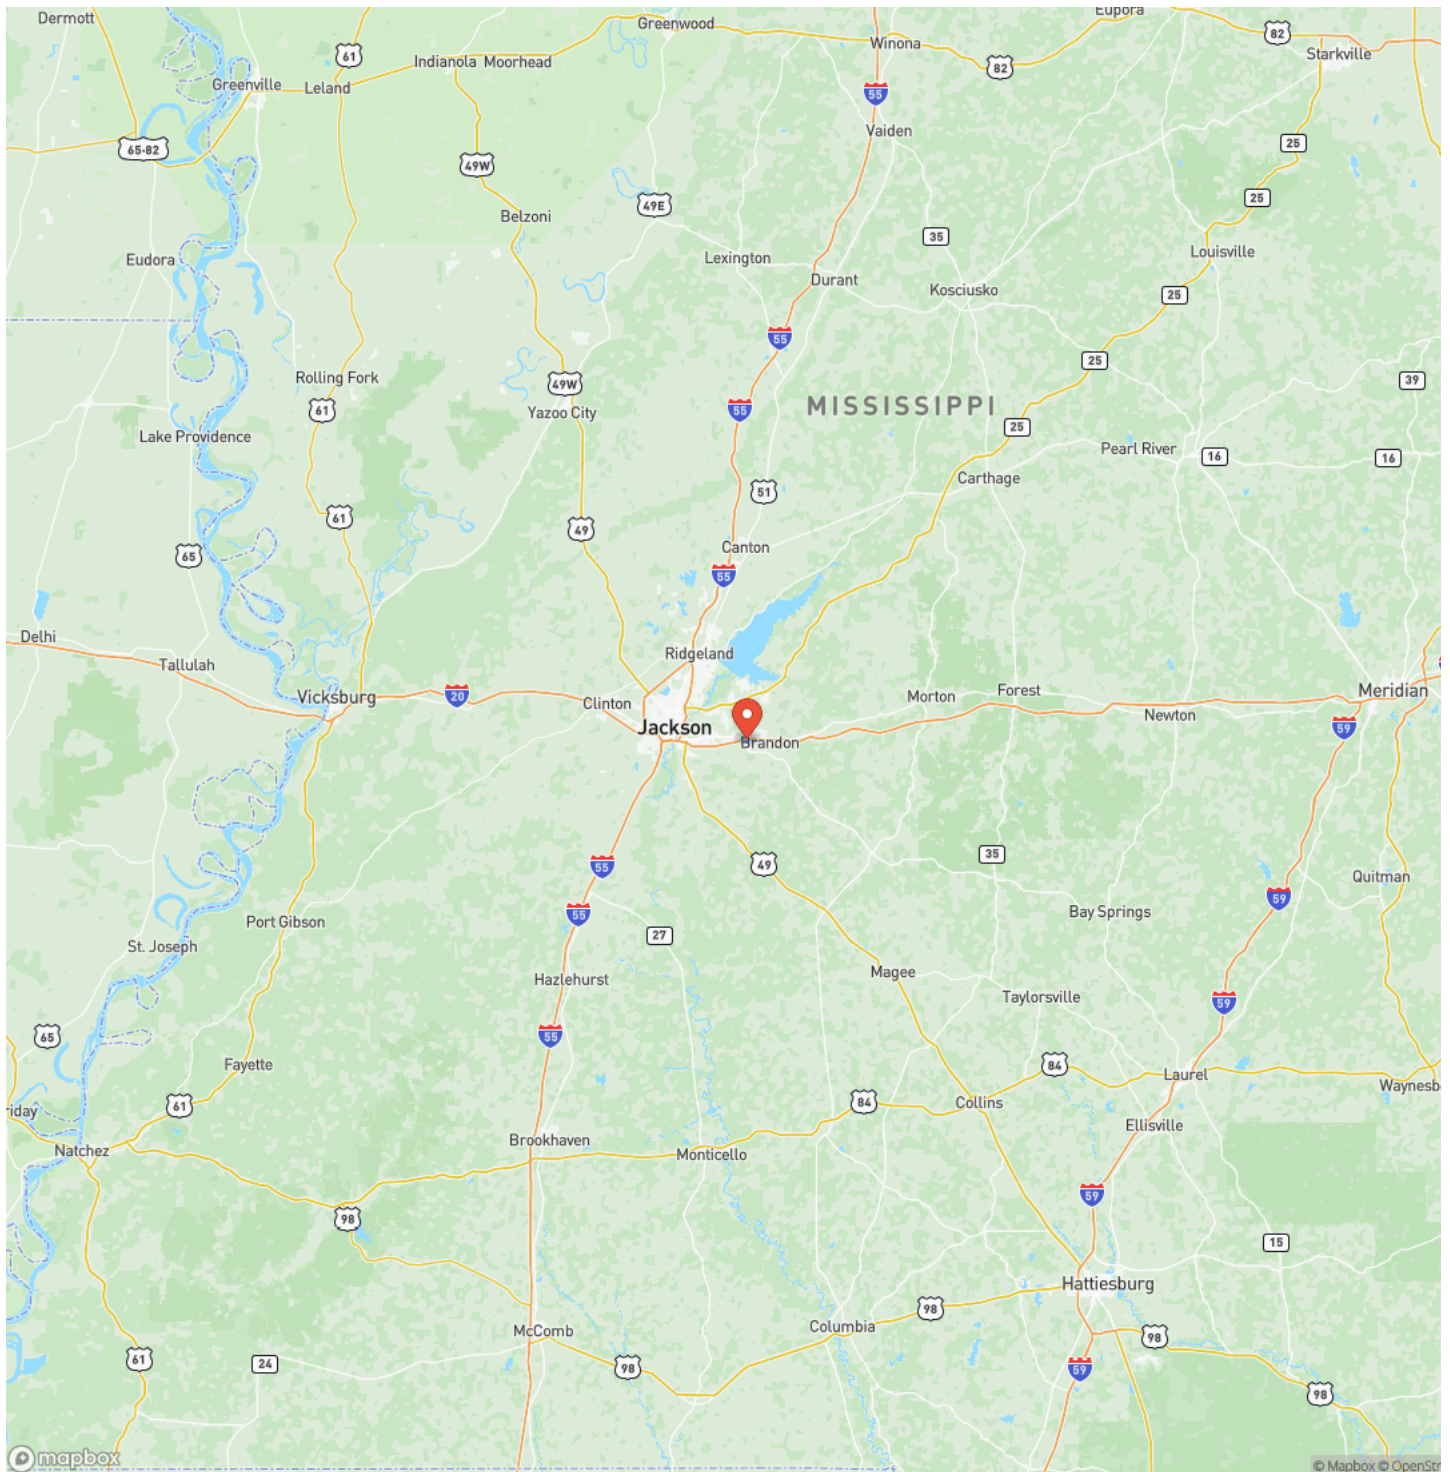 Dermott
Greenwood
Eupora
82
Starkville
61
Winona
Indianola Moorhead
82
Greenville
Leland
55
Vaiden
65-82
49W
25
25
49E
Belzoni
35
Louisville
Eudora
Lexington
Durant
Kosciusko
25
55
25
Rolling Fork
49W
39
61
Yazoo City
55
MISSISSIPPI
25
Lake Providence
Pearl River
16
16
Carthage
51
61
49
65
Canton
55
Delhi
Tallulah
Ridgeland
Vicksburg
20
Clinton
Morton
Forest
Meridian
Newton
Jackson
59
Brandon
55
49
35
Quitman
59
55
Bay Springs
Port Gibson
27
St. Joseph
Hazlehurst
Magee
Taylorsville
59
65
55
Fayette
84
Laurel
Waynesb
61
84
Collins
riday
Ellisville
Natchez
Brookhaven
Monticello
59
98
15
Hattiesburg
98
McComb
Columbia
98
61
24
98
59
98
mapbox
© Mapbox © OpenStr